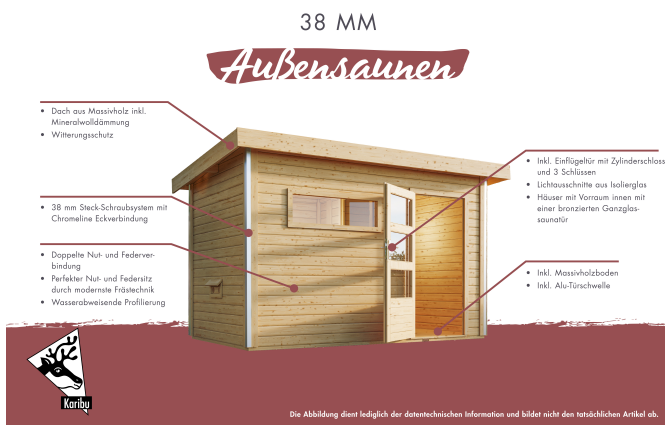 38 MM
Außensaunen
• Dach aus Massivholz inkl.
Mineralwolldämmung
• Witterungsschutz
• 38 mm Steck-Schraubsystem mit
Chromeline Eckverbindung
• Doppelte Nut- und Federver-
bindung
• Perfekter Nut- und Federsitz
durch modernste Frästechnik
• Wasserabweisende Profilierung
• Inkl. Einflügeltür mit Zylinderschloss
und 3 Schlüssen
• Lichtausschnitte aus Isolierglas
• Häuser mit Vorraum innen mit
einer bronzierten Ganzglas-
saunatür
• Inkl. Massivholzboden
• Inkl. Alu-Türschwelle
Karibu
Die Abbildung dient lediglich der datentechnischen Information und bildet nicht den tatsächlichen Artikel ab.